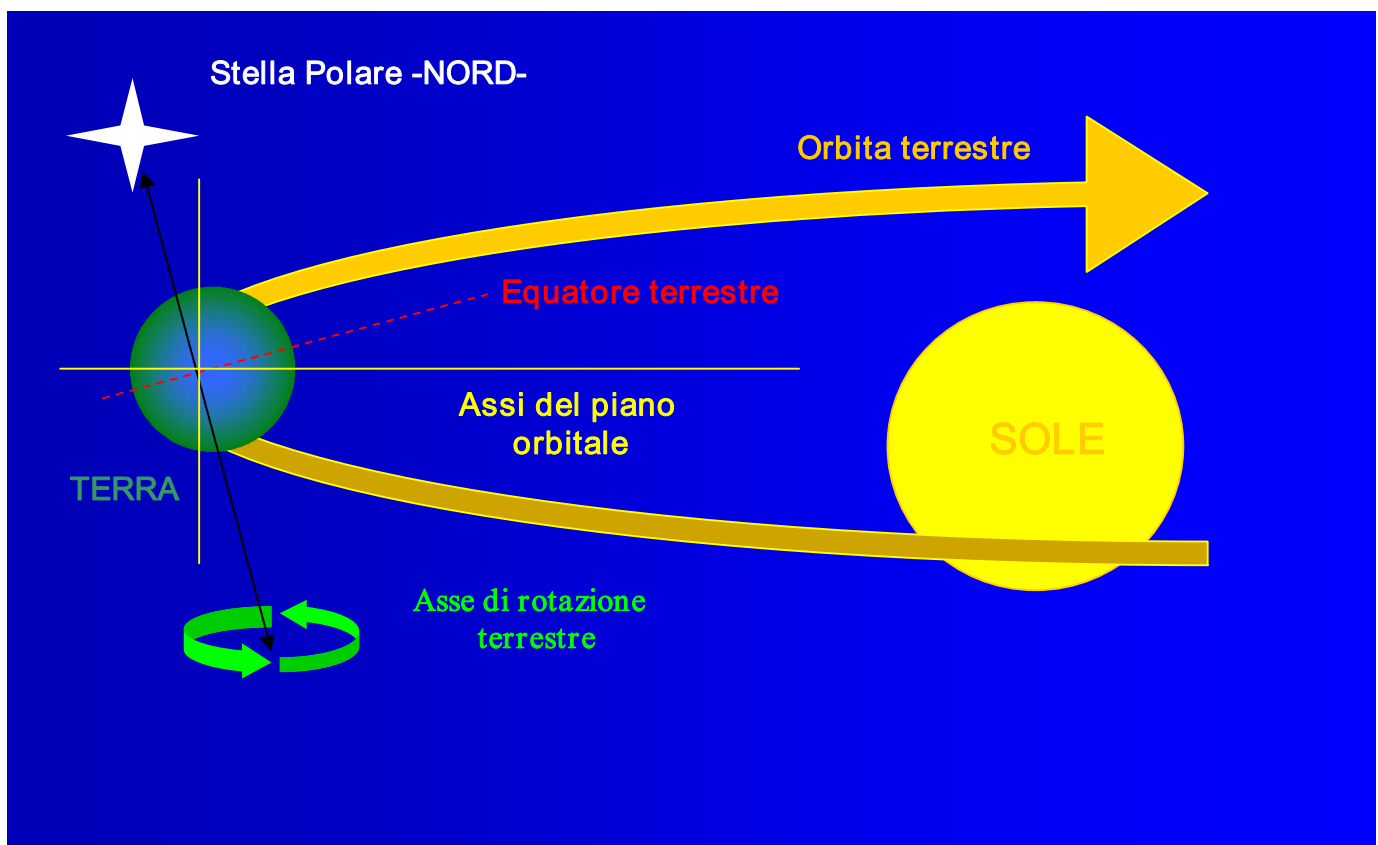 Stella Polare -NORD-
Orbita terrestre
Equatore terrestre
Assi del piano
orbitale
SOLE
TERRA
Asse di rotazione
terrestre